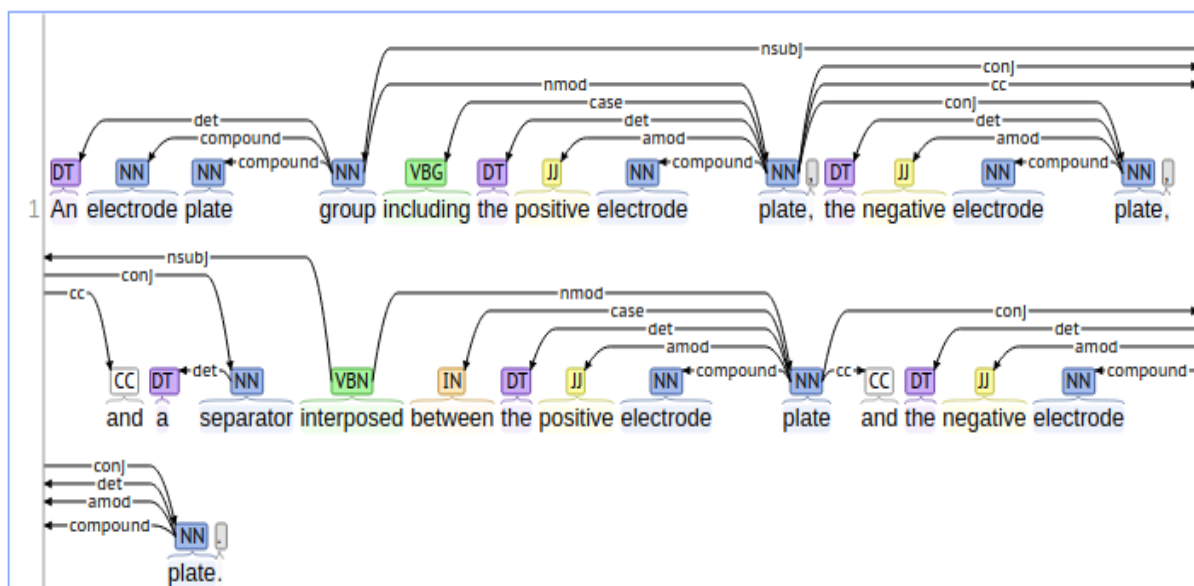 nsubj
conj
nmod cc
case conj
det det det
compound amod amod
DT NN NN compound NN VBG DT JJ NN compound NN , DT JJ NN compound NN ,
1 An electrode plate group including the positive electrode plate, the negative electrode plate,
nsubj
conj
cc nmod
case conj
det det
amod amod
CC DT det NN VBN IN DT JJ NN compound NN cc CC DT JJ NN compound
and a separator interposed between the positive electrode plate and the negative electrode
conj
det
amod
compound NN .
plate.